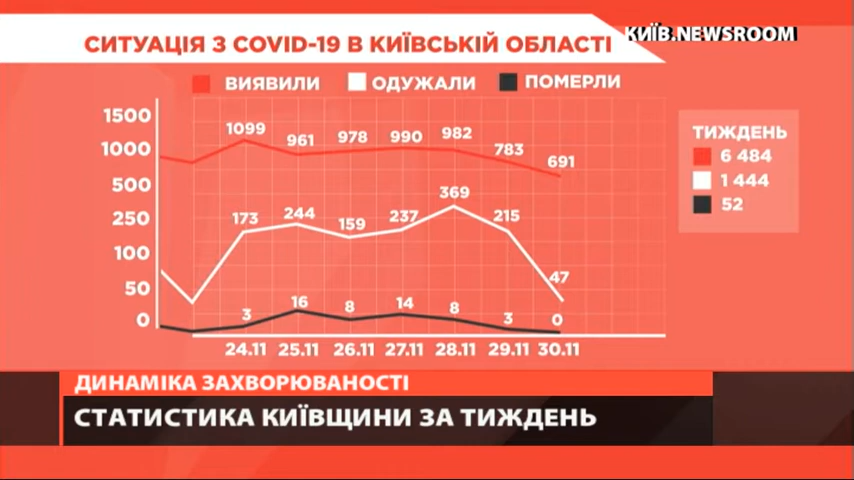 СИТУАЦІЯ З COVID-19 В КИЇВСЬКІЙ ОБЛАСТІ
КИЇВ.NEWSROOM
ВИЯВИЛИ ОДУЖАЛИ ПОМЕРЛИ
1500
1000
500
250
100
50
0
1099 961 978 990 982 783 691
173 244 159 237 369 215 47
3 16 8 14 8 3 0
24.11 25.11 26.11 27.11 28.11 29.11 30.11
ТИЖДЕНЬ
6 484
1 444
52
ДИНАМІКА ЗАХВОРЮВАНОСТІ
СТАТИСТИКА КИЇВЩИНИ ЗА ТИЖДЕНЬ